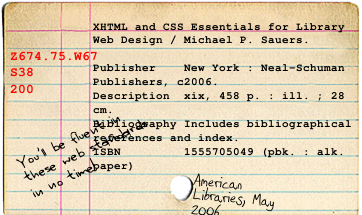 XHTML and CSS Essentials for Library
Web Design / Michael P. Sauers.
Z674.75.W67
S38
200
Publisher New York : Neal-Schuman
Publishers, c2006.
Description xix, 458 p. : ill. ; 28
cm.
Bibliography Includes bibliographical
references and index.
ISBN 1555705049 (pbk. : alk.
paper)
You'll be fluent in
these web standards
in no time!
American
Libraries, May
2006